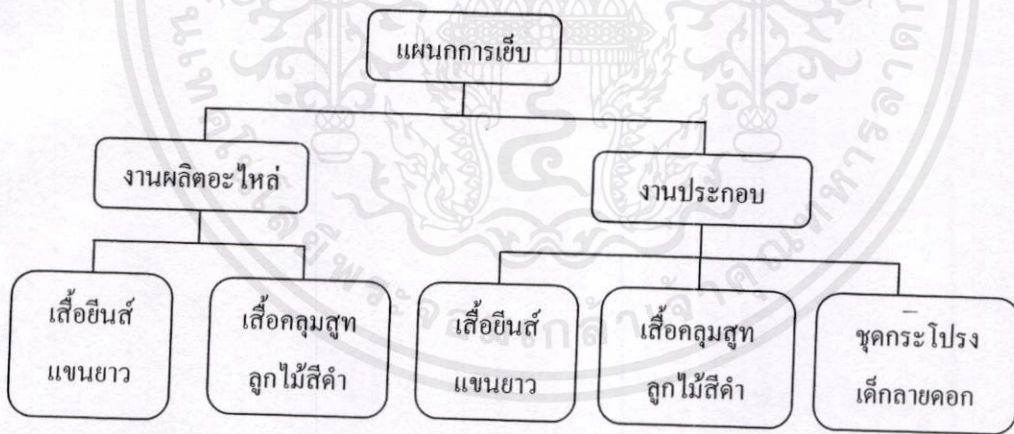 แผนกการเย็บ
งานผลิตอะไหล่
งานประกอบ
เสื้อยีนส์
แขนยาว
เสื้อคลุมสูท
ลูกไม้สีดำ
เสื้อยีนส์
แขนยาว
เสื้อคลุมสูท
ลูกไม้สีดำ
ชุดกระโปรง
เด็กลายดอก